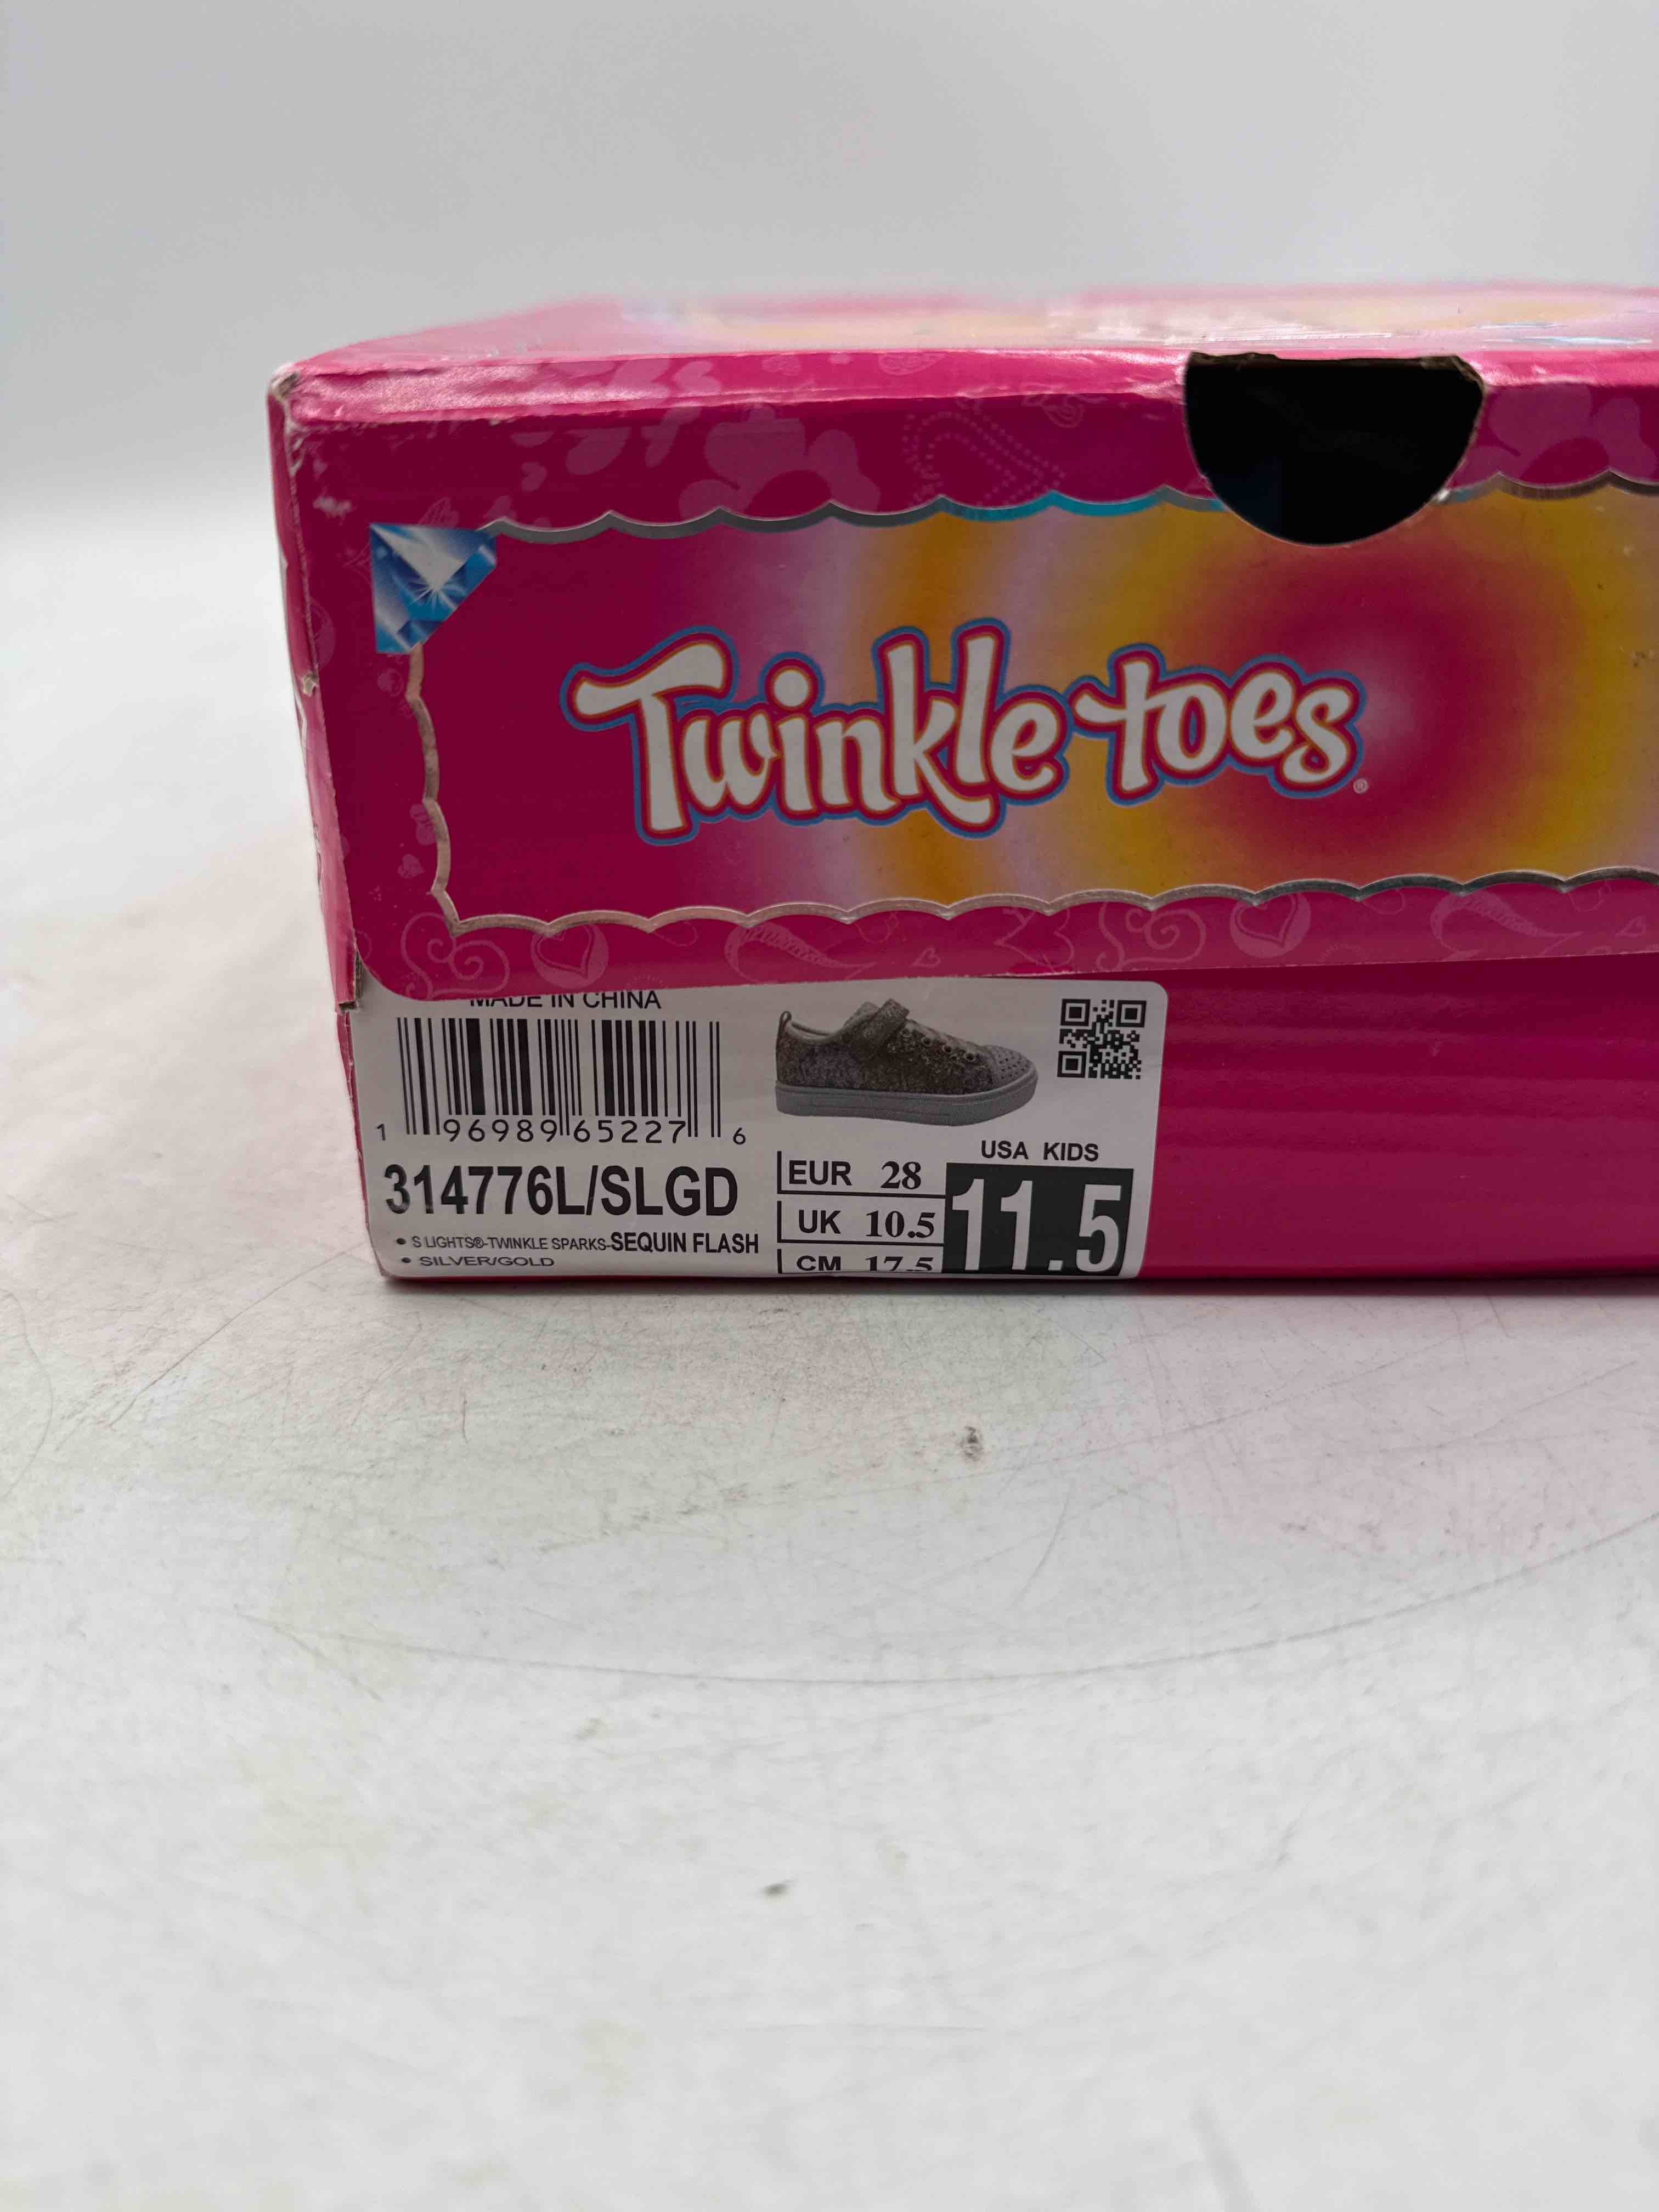 Twinkle toes®
MADE IN CHINA
1 96989 65227 6
314776L/SLGD
• S LIGHTS®-TWINKLE SPARKS-SEQUIN FLASH
• SILVER/GOLD
USA KIDS
EUR 28
UK 10.5
CM 17.5
11.5